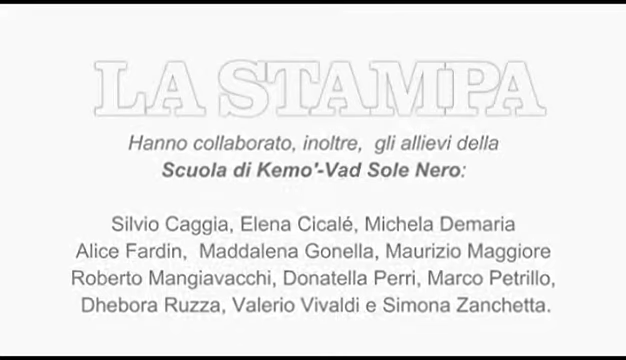 LA STAMPA
Hanno collaborato, inoltre, gli allievi della
Scuola di Kemo'-Vad Sole Nero:
Silvio Caggia, Elena Cicalé, Michela Demaria
Alice Fardin, Maddalena Gonella, Maurizio Maggiore
Roberto Mangiavacchi, Donatella Perri, Marco Petrillo,
Dhebora Ruzza, Valerio Vivaldi e Simona Zanchetta.